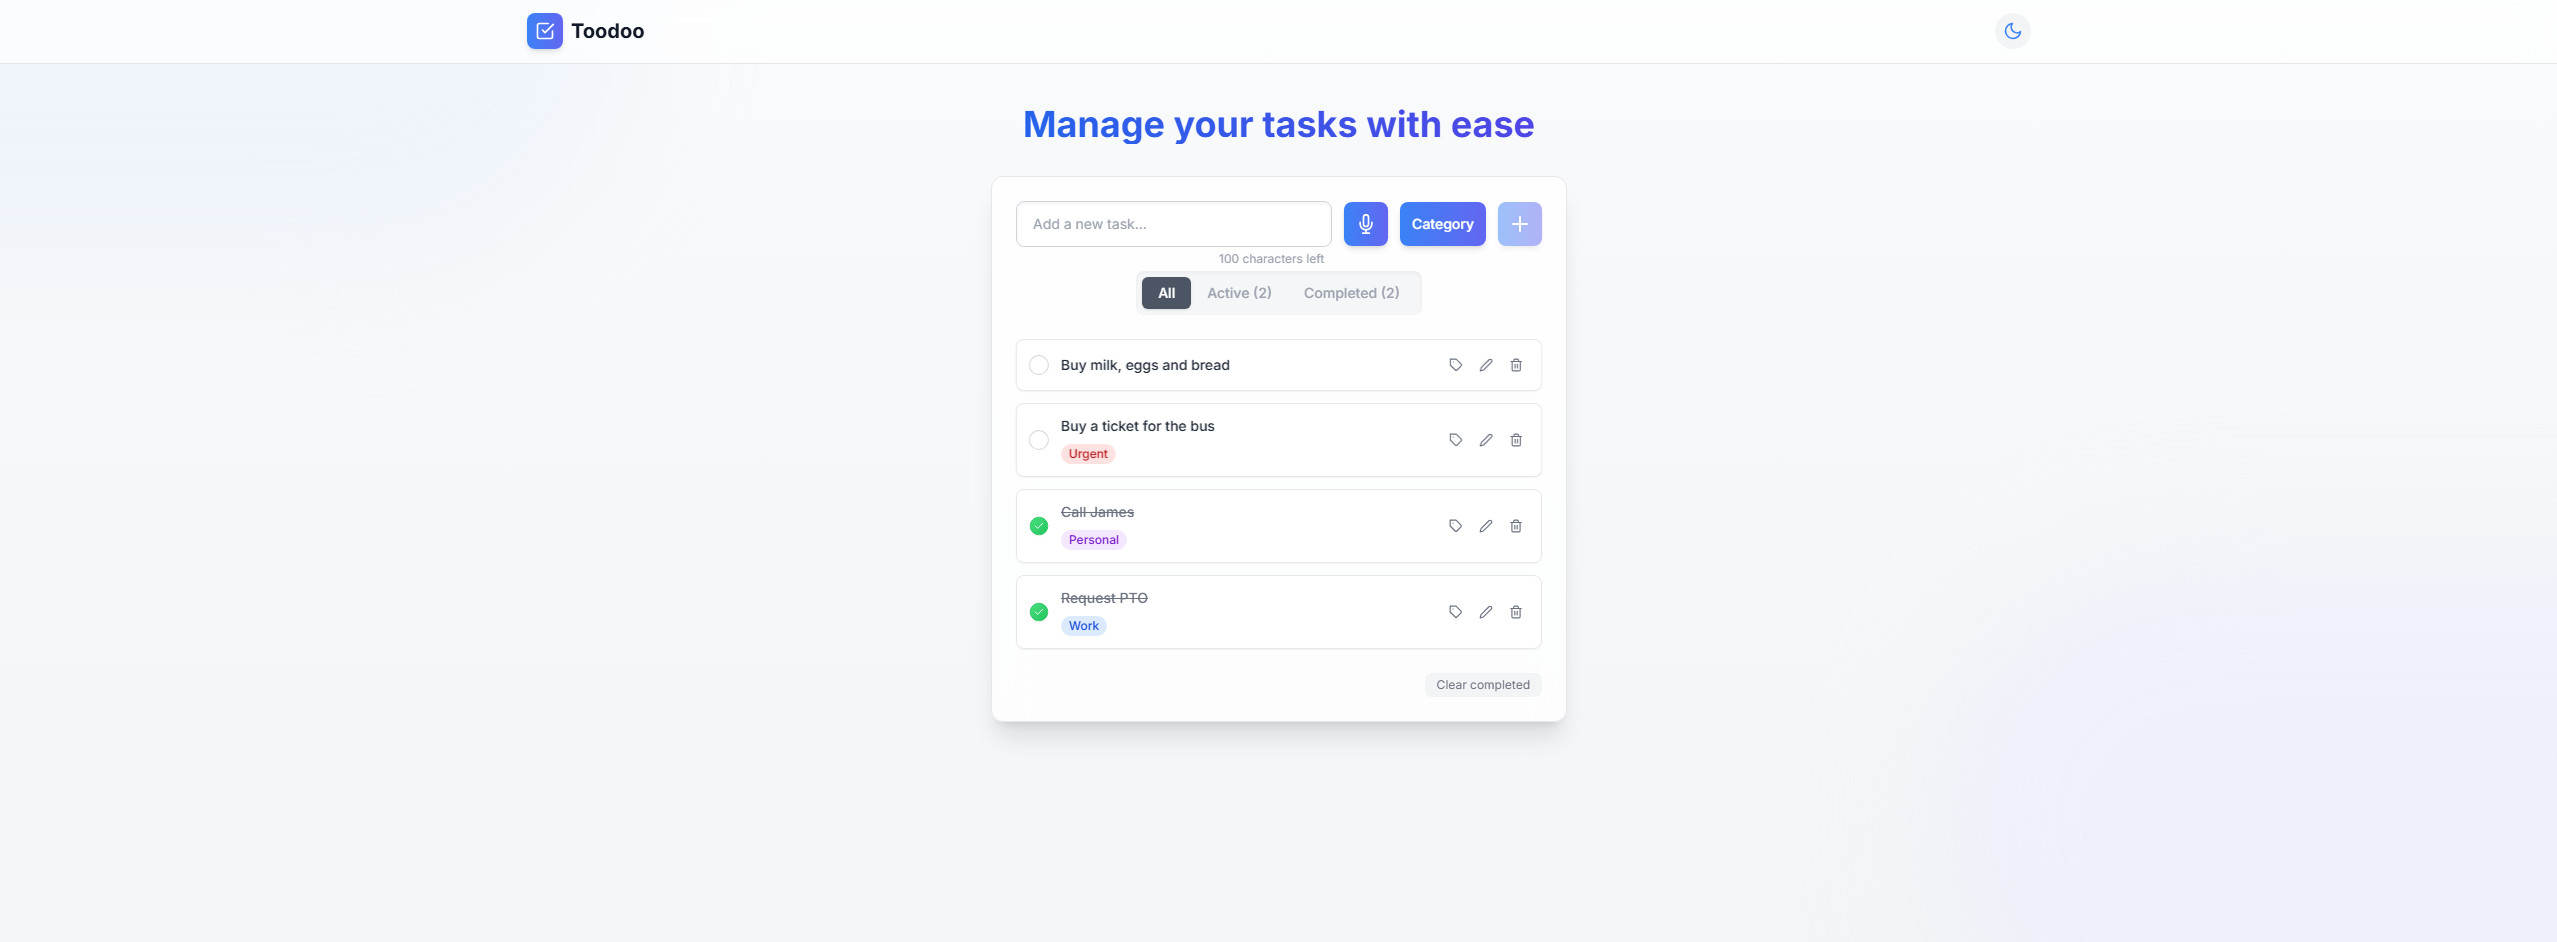 Toodoo
Manage your tasks with ease
Add a new task...
Category
100 characters left
All Active (2) Completed (2)
Buy milk, eggs and bread
Buy a ticket for the bus
Urgent
Call James
Personal
Request PTO
Work
Clear completed